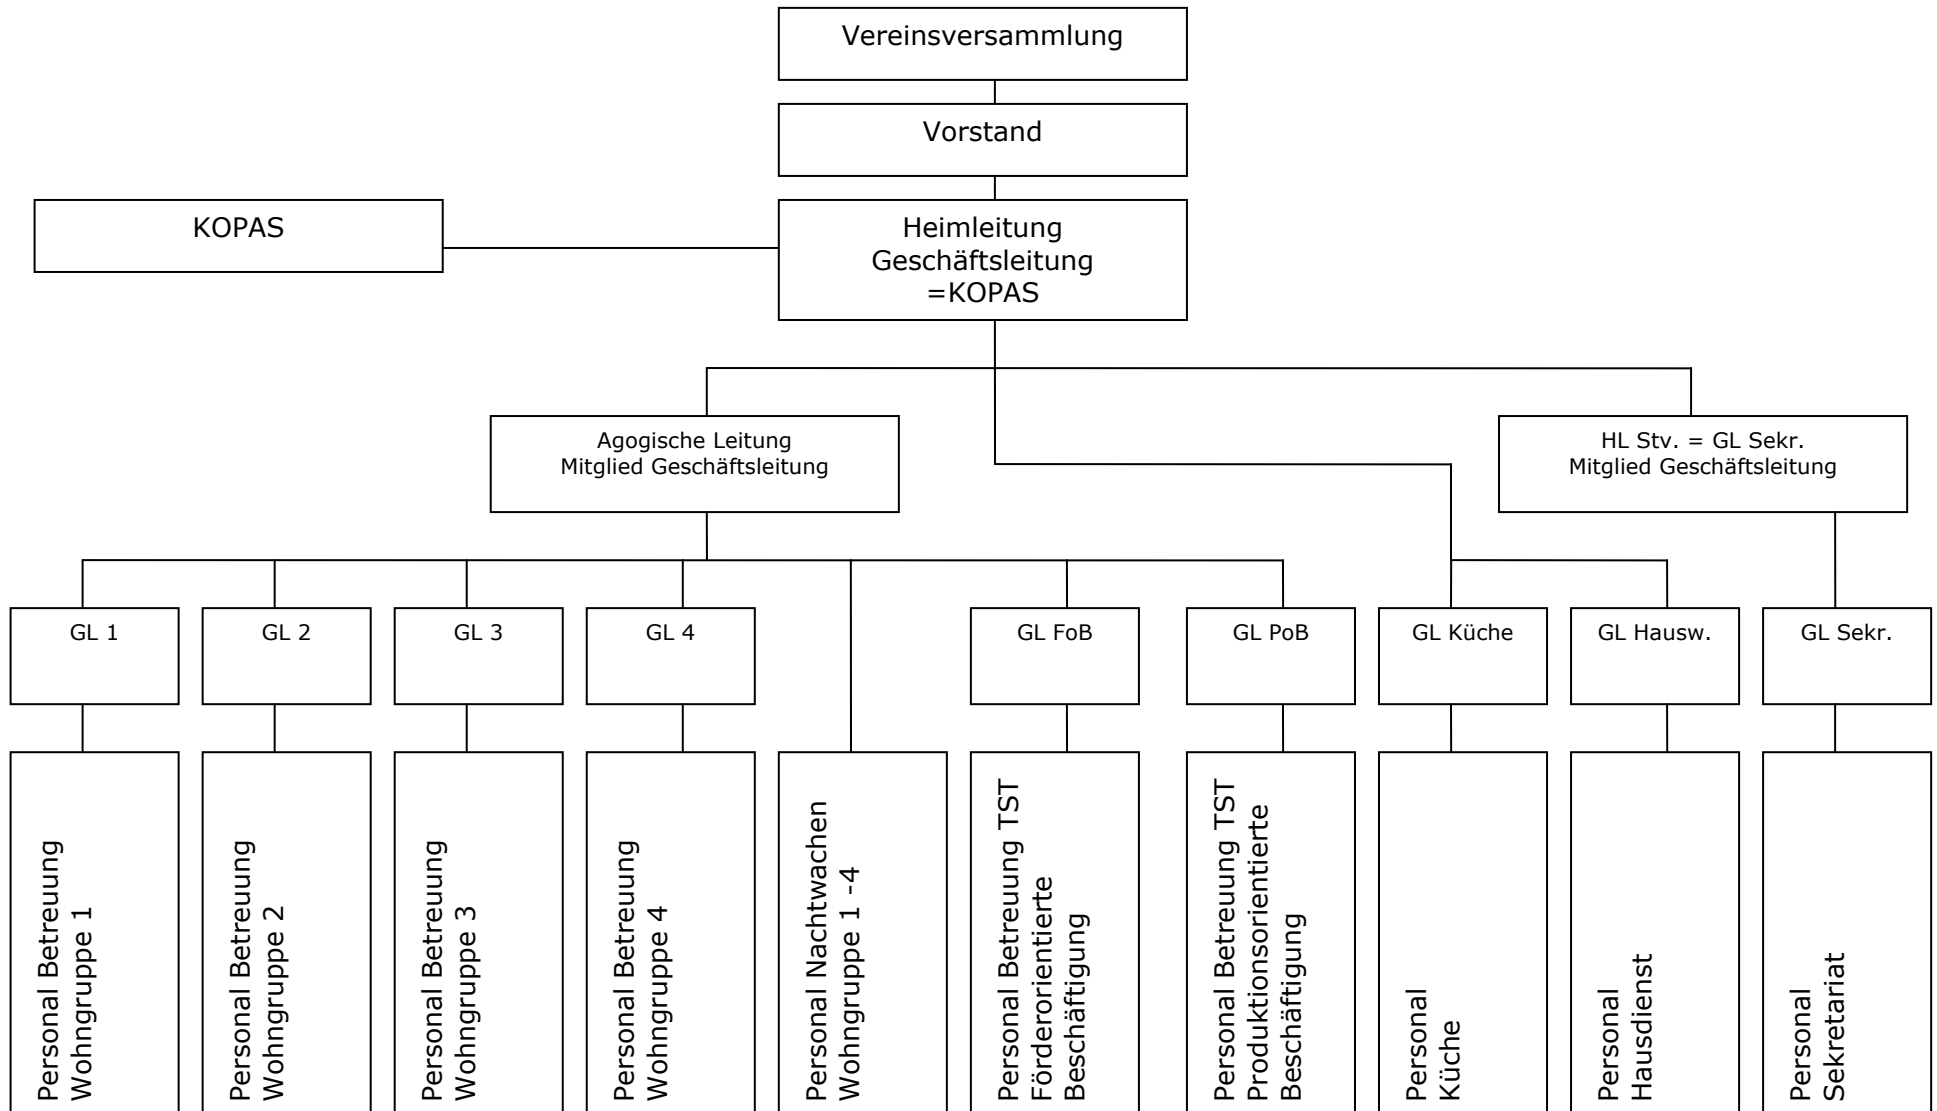 Vereinsversammlung
Vorstand
KOPAS
Heimleitung
Geschäftsleitung
=KOPAS
Agogische Leitung
Mitglied Geschäftsleitung
HL Stv. = GL Sekr.
Mitglied Geschäftsleitung
GL 1
GL 2
GL 3
GL 4
GL FoB
GL PoB
GL Küche
GL Hausw.
GL Sekr.
Personal Betreuung
Wohngruppe 1
Personal Betreuung
Wohngruppe 2
Personal Betreuung
Wohngruppe 3
Personal Betreuung
Wohngruppe 4
Personal Nachtwachen
Wohngruppe 1 -4
Personal Betreuung TST
Förderorientierte
Beschäftigung
Personal Betreuung TST
Produktionsorientierte
Beschäftigung
Personal
Küche
Personal
Hausdienst
Personal
Sekretariat